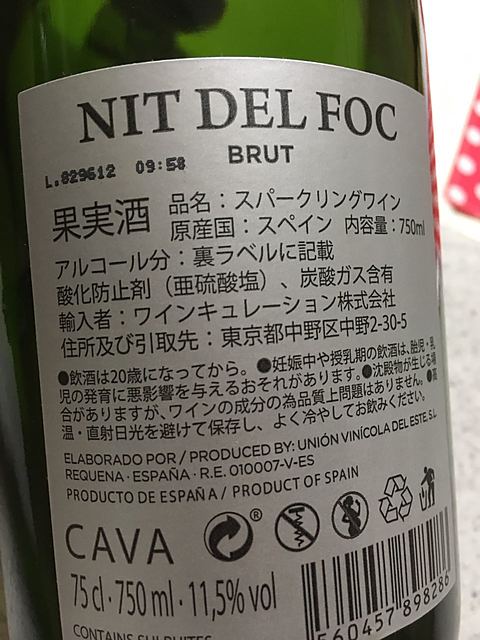 NIT DEL FOC
BRUT
L.829612 09:58
果実酒 品名：スパークリングワイン
原産国：スペイン 内容量：750ml
アルコール分：裏ラベルに記載
酸化防止剤（亜硫酸塩）、炭酸ガス含有
輸入者：ワインキュレーション株式会社
住所及び引取先：東京都中野区中野2-30-5
●飲酒は20歳になってから。●妊娠中や授乳期の飲酒は、胎児・乳
児の発育に悪影響を与えるおそれがあります。●沈殿物が生じる場
合がありますが、ワインの成分の為品質上問題はありません。●高
温・直射日光を避けて保存し、よく冷やしてお飲みください。
ELABORADO POR / PRODUCED BY: UNIÓN VINÍCOLA DEL ESTE, S.L
REQUENA · ESPAÑA · R.E. 010007-V-ES
PRODUCTO DE ESPAÑA / PRODUCT OF SPAIN
CAVA
®
75 cl · 750 ml · 11,5% vol
CONTAINS SULPHITES
560457 898286